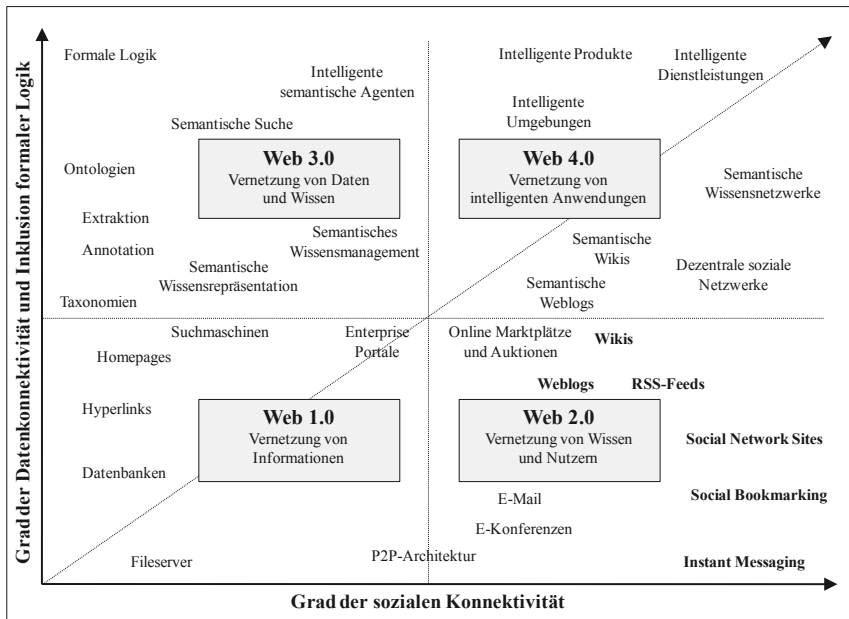 Grad der Datenkonnektivität und Inklusion formaler Logik
Formale Logik
Intelligente
semantische Agenten
Semantische Suche
Web 3.0
Vernetzung von Daten
und Wissen
Ontologien
Extraktion
Annotation
Semantisches
Wissensmanagement
Semantische
Wissensrepräsentation
Taxonomien
Intelligente Produkte
Intelligente
Dienstleistungen
Intelligente
Umgebungen
Web 4.0
Vernetzung von
intelligenten Anwendungen
Semantische
Wissensnetzwerke
Semantische
Wikis
Dezentrale soziale
Netzwerke
Semantische
Weblogs
Suchmaschinen
Enterprise
Portale
Homepages
Hyperlinks
Web 1.0
Vernetzung von
Informationen
Datenbanken
Fileserver
P2P-Architektur
Online Marktplätze
und Auktionen
Wikis
Weblogs
RSS-Feeds
Web 2.0
Vernetzung von Wissen
und Nutzern
Social Network Sites
E-Mail
Social Bookmarking
E-Konferenzen
Instant Messaging
Grad der sozialen Konnektivität